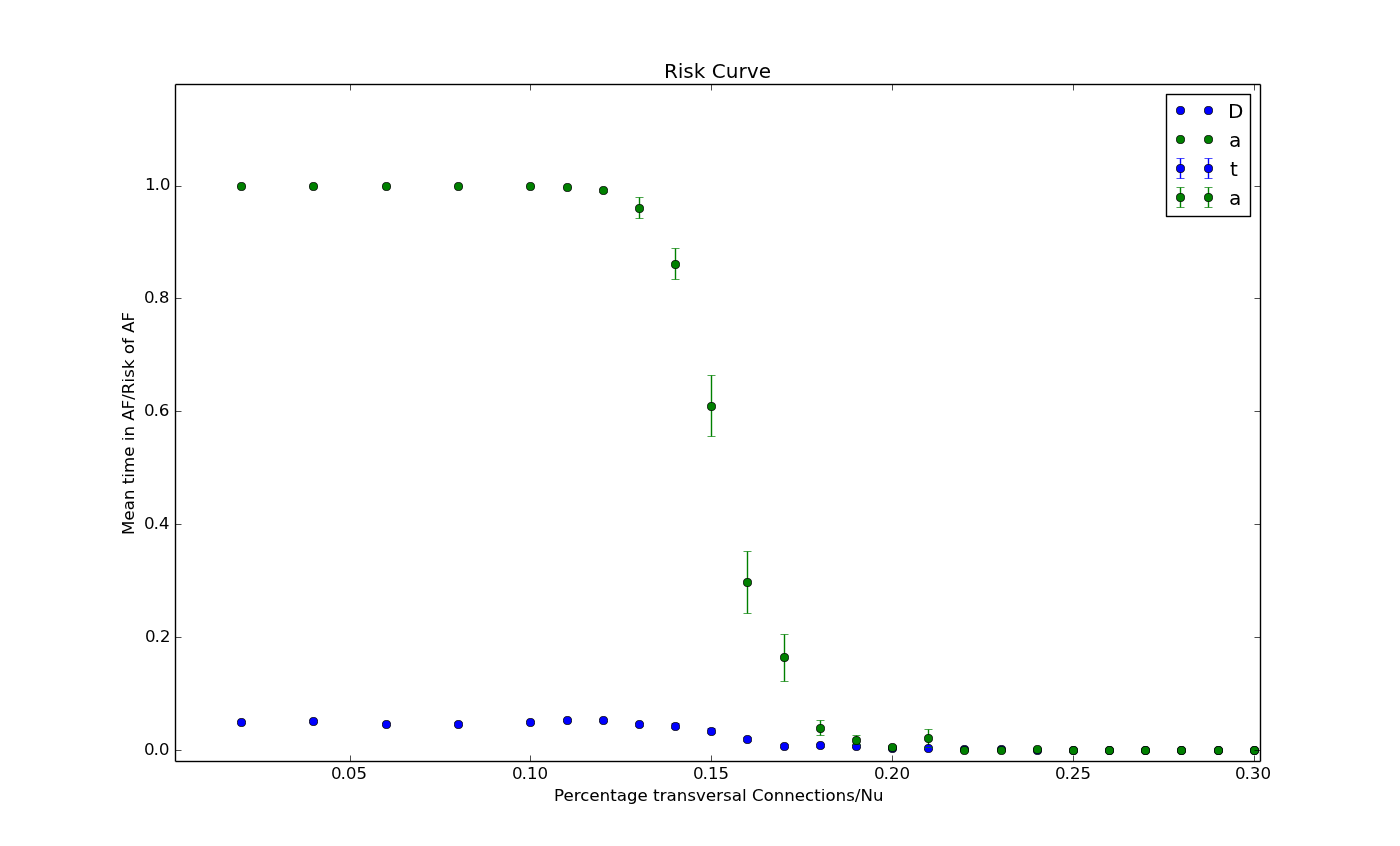 Risk Curve
D
a
t
a
1.0
0.8
0.6
0.4
0.2
0.0
Mean time in AF/Risk of AF
0.05 0.10 0.15 0.20 0.25 0.30
Percentage transversal Connections/Nu